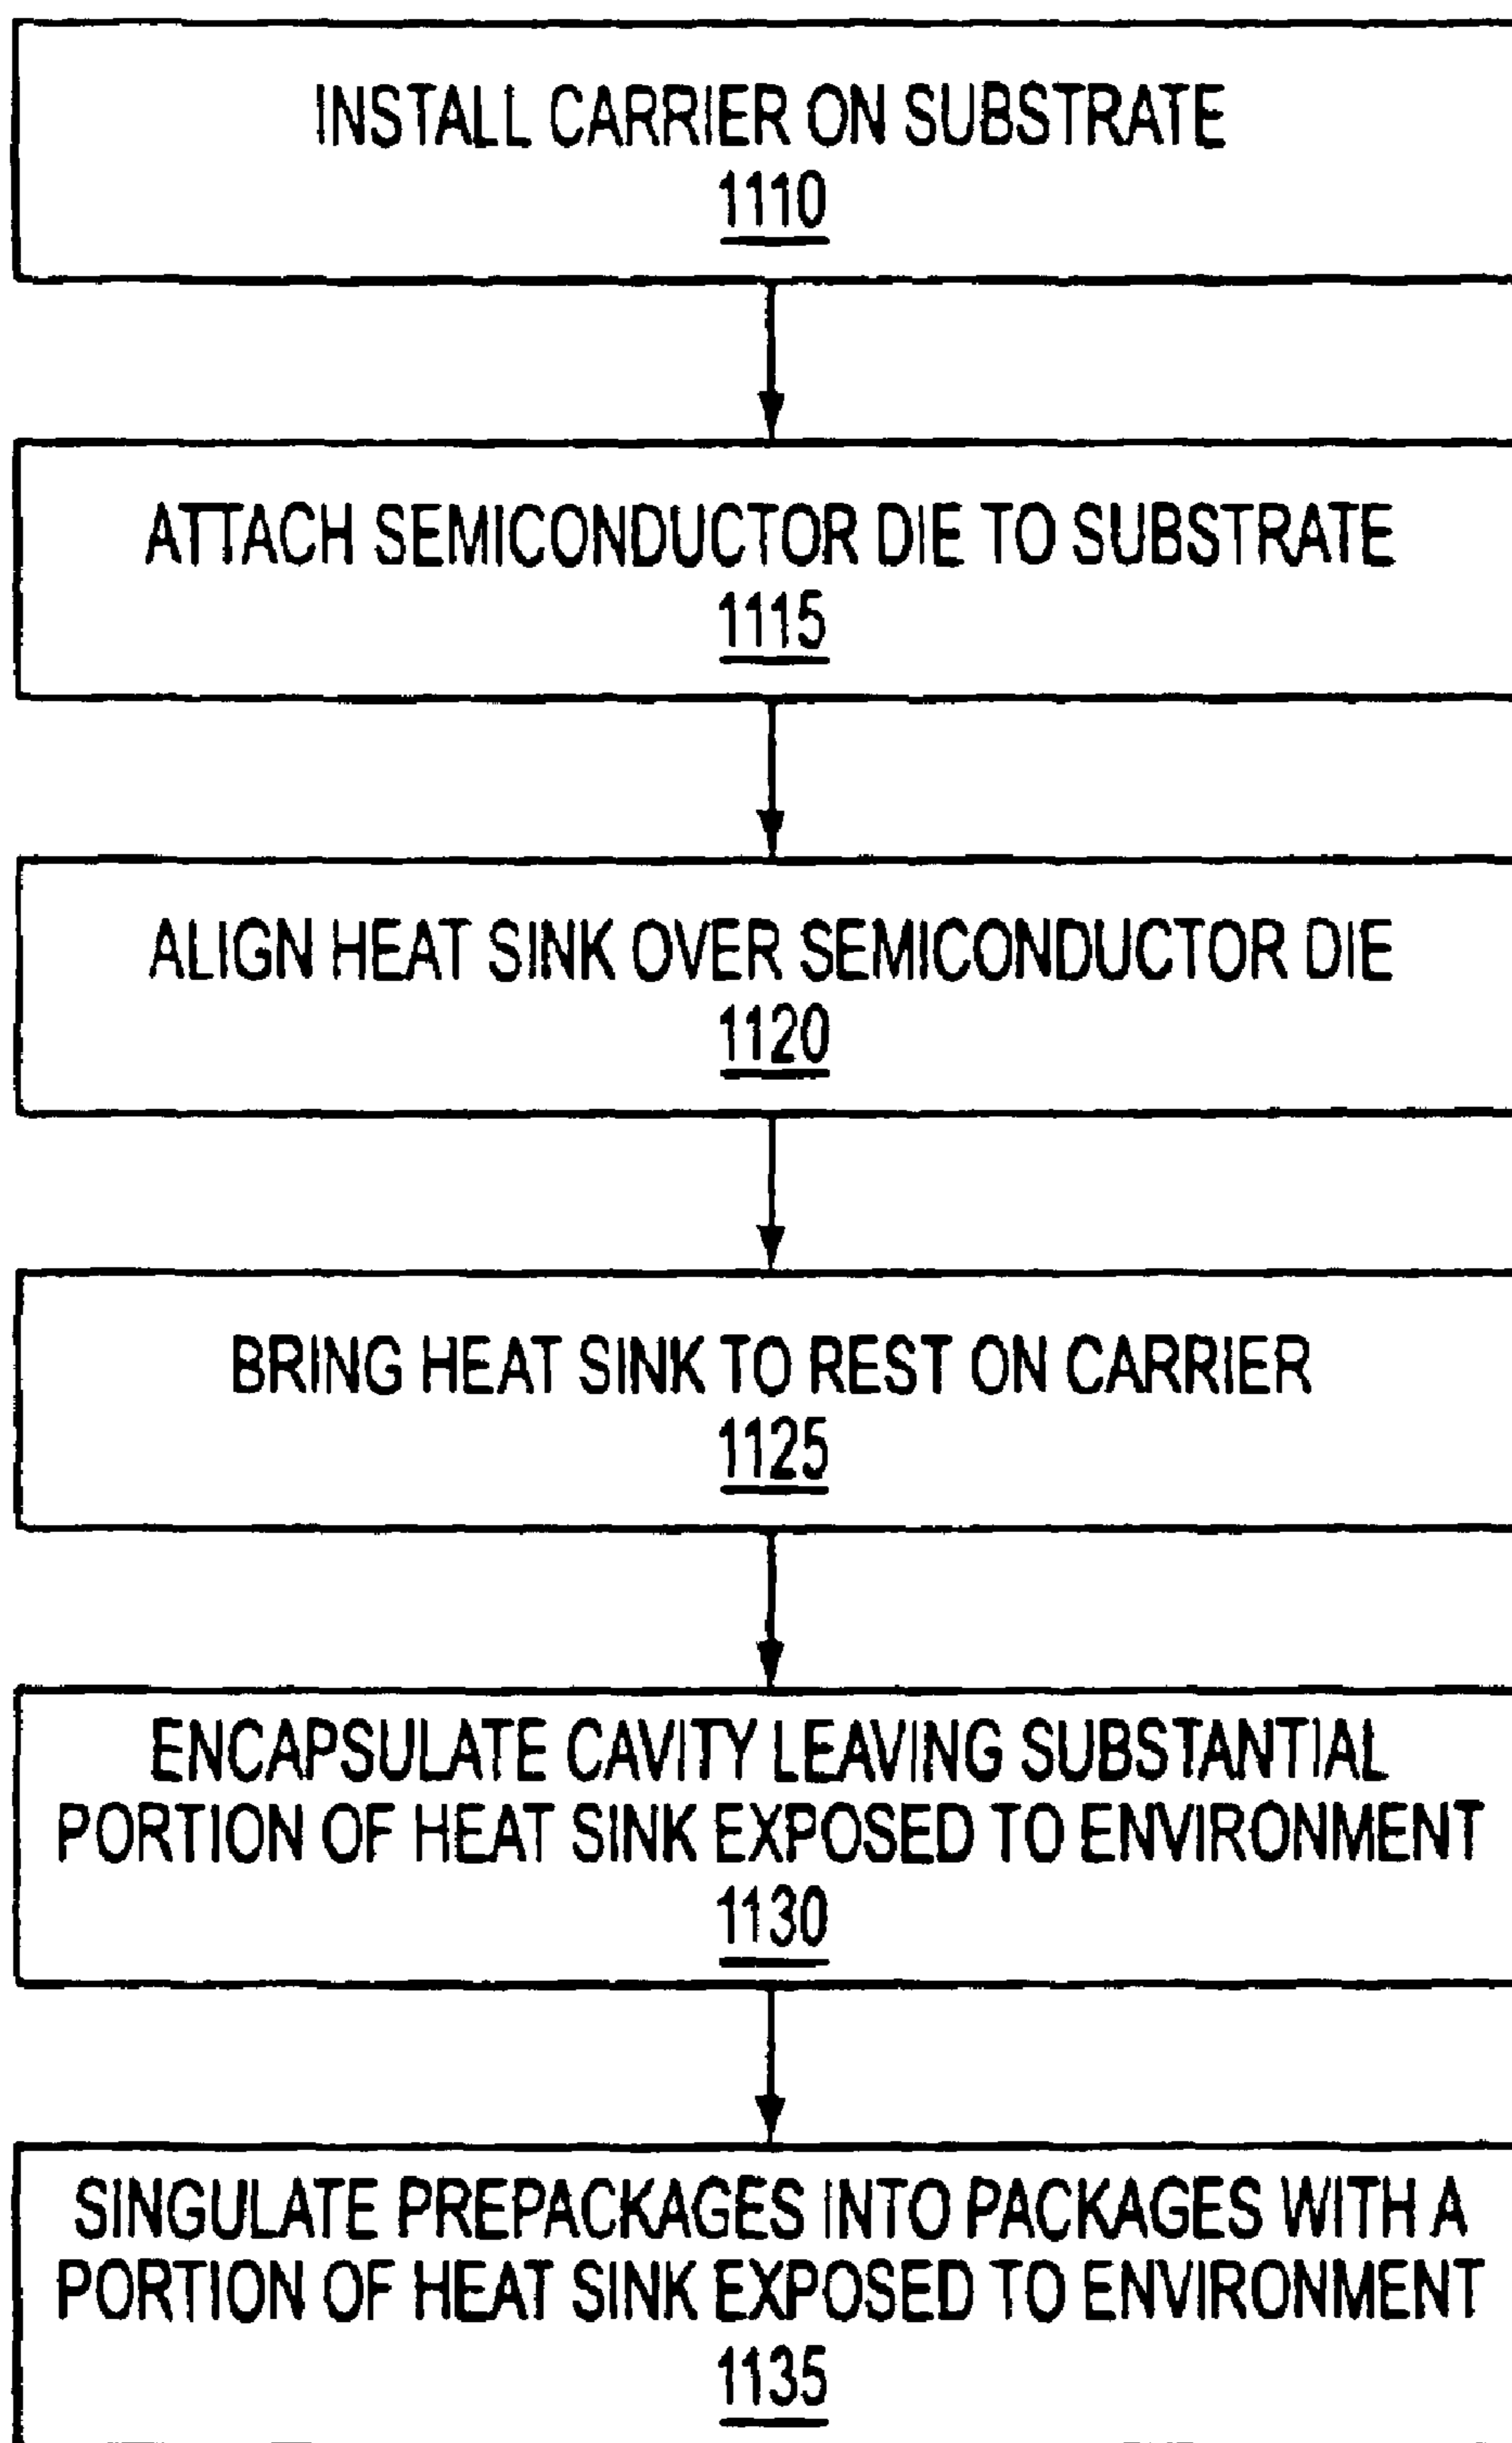 INSTALL CARRIER ON SUBSTRATE
1110
ATTACH SEMICONDUCTOR DIE TO SUBSTRATE
1115
ALIGN HEAT SINK OVER SEMICONDUCTOR DIE
1120
BRING HEAT SINK TO REST ON CARRIER
1125
ENCAPSULATE CAVITY LEAVING SUBSTANTIAL
PORTION OF HEAT SINK EXPOSED TO ENVIRONMENT
1130
SINGULATE PREPACKAGES INTO PACKAGES WITH A
PORTION OF HEAT SINK EXPOSED TO ENVIRONMENT
1135